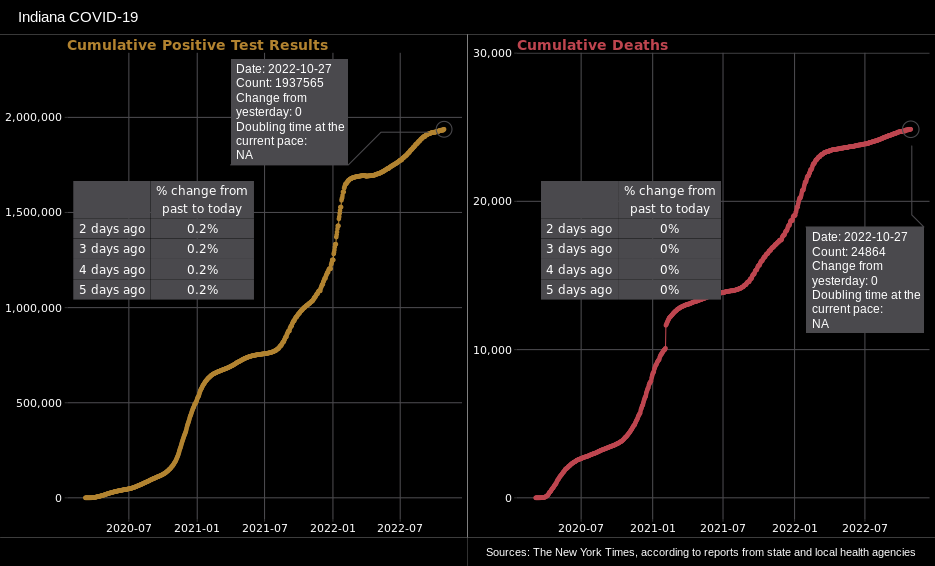 Indiana COVID-19
Cumulative Positive Test Results
Date: 2022-10-27
Count: 1937565
Change from
yesterday: 0
Doubling time at the
current pace:
NA
2,000,000
1,500,000
1,000,000
500,000
0
% change from
past to today
2 days ago 0.2%
3 days ago 0.2%
4 days ago 0.2%
5 days ago 0.2%
2020-07 2021-01 2021-07 2022-01 2022-07
Cumulative Deaths
30,000
20,000
10,000
0
% change from
past to today
2 days ago 0%
3 days ago 0%
4 days ago 0%
5 days ago 0%
Date: 2022-10-27
Count: 24864
Change from
yesterday: 0
Doubling time at the
current pace:
NA
2020-07 2021-01 2021-07 2022-01 2022-07
Sources: The New York Times, according to reports from state and local health agencies